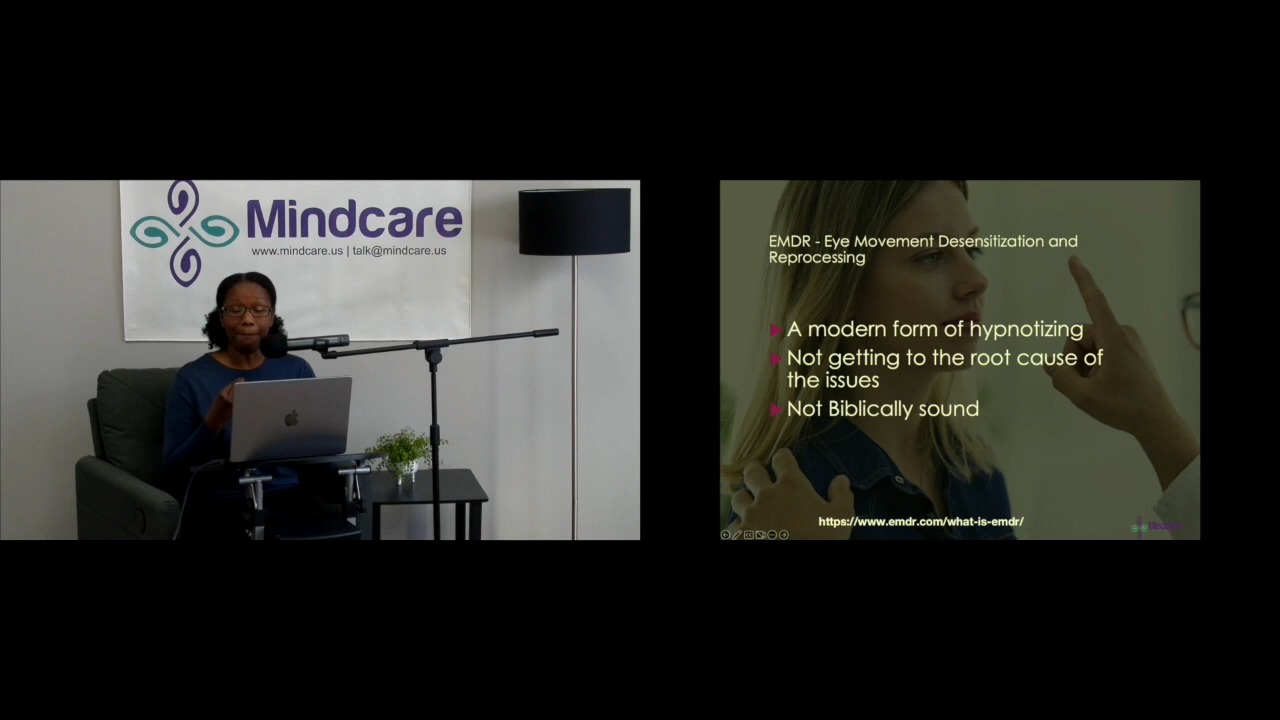 Mindcare
www.mindcare.us | talk@mindcare.us
EMDR - Eye Movement Desensitization and
Reprocessing
A modern form of hypnotizing
Not getting to the root cause of
the issues
Not Biblically sound
https://www.emdr.com/what-is-emdr/
Mindcare